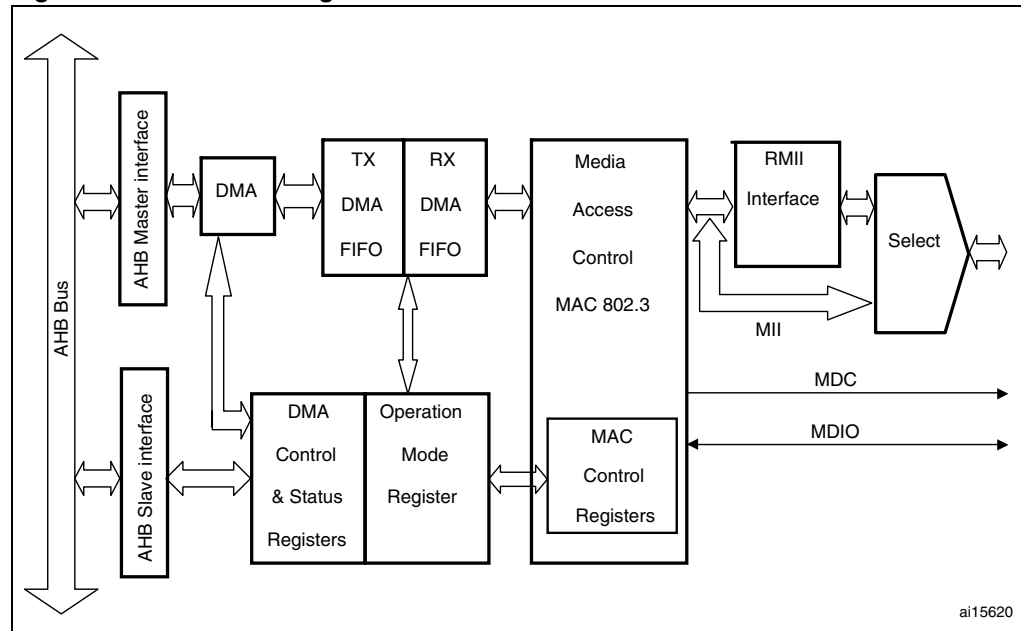 AHB Bus
AHB Master interface
DMA
TX
DMA
FIFO
RX
DMA
FIFO
Media
Access
Control
MAC 802.3
RMII
Interface
Select
MII
MDC
MDIO
AHB Slave interface
DMA
Control
& Status
Registers
Operation
Mode
Register
MAC
Control
Registers
ai15620